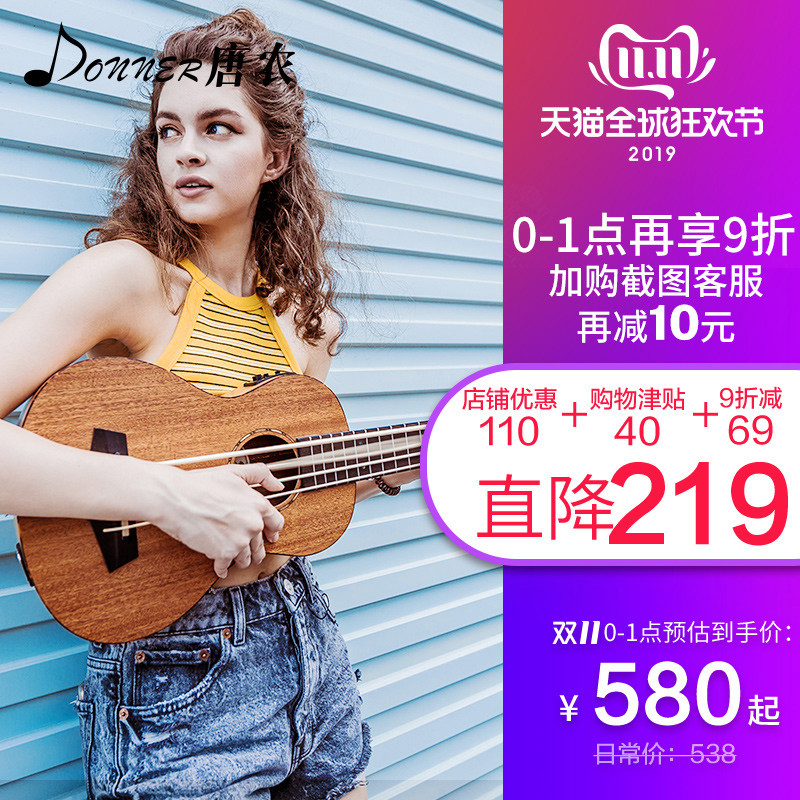 DONNER唐农
11.11
天猫全球狂欢节
2019
0-1点再享9折
加购截图客服
再减10元
店铺优惠 + 购物津贴 + 9折减
110 40 69
直降219
双11 0-1点预估到手价:
¥580起
日常价:538